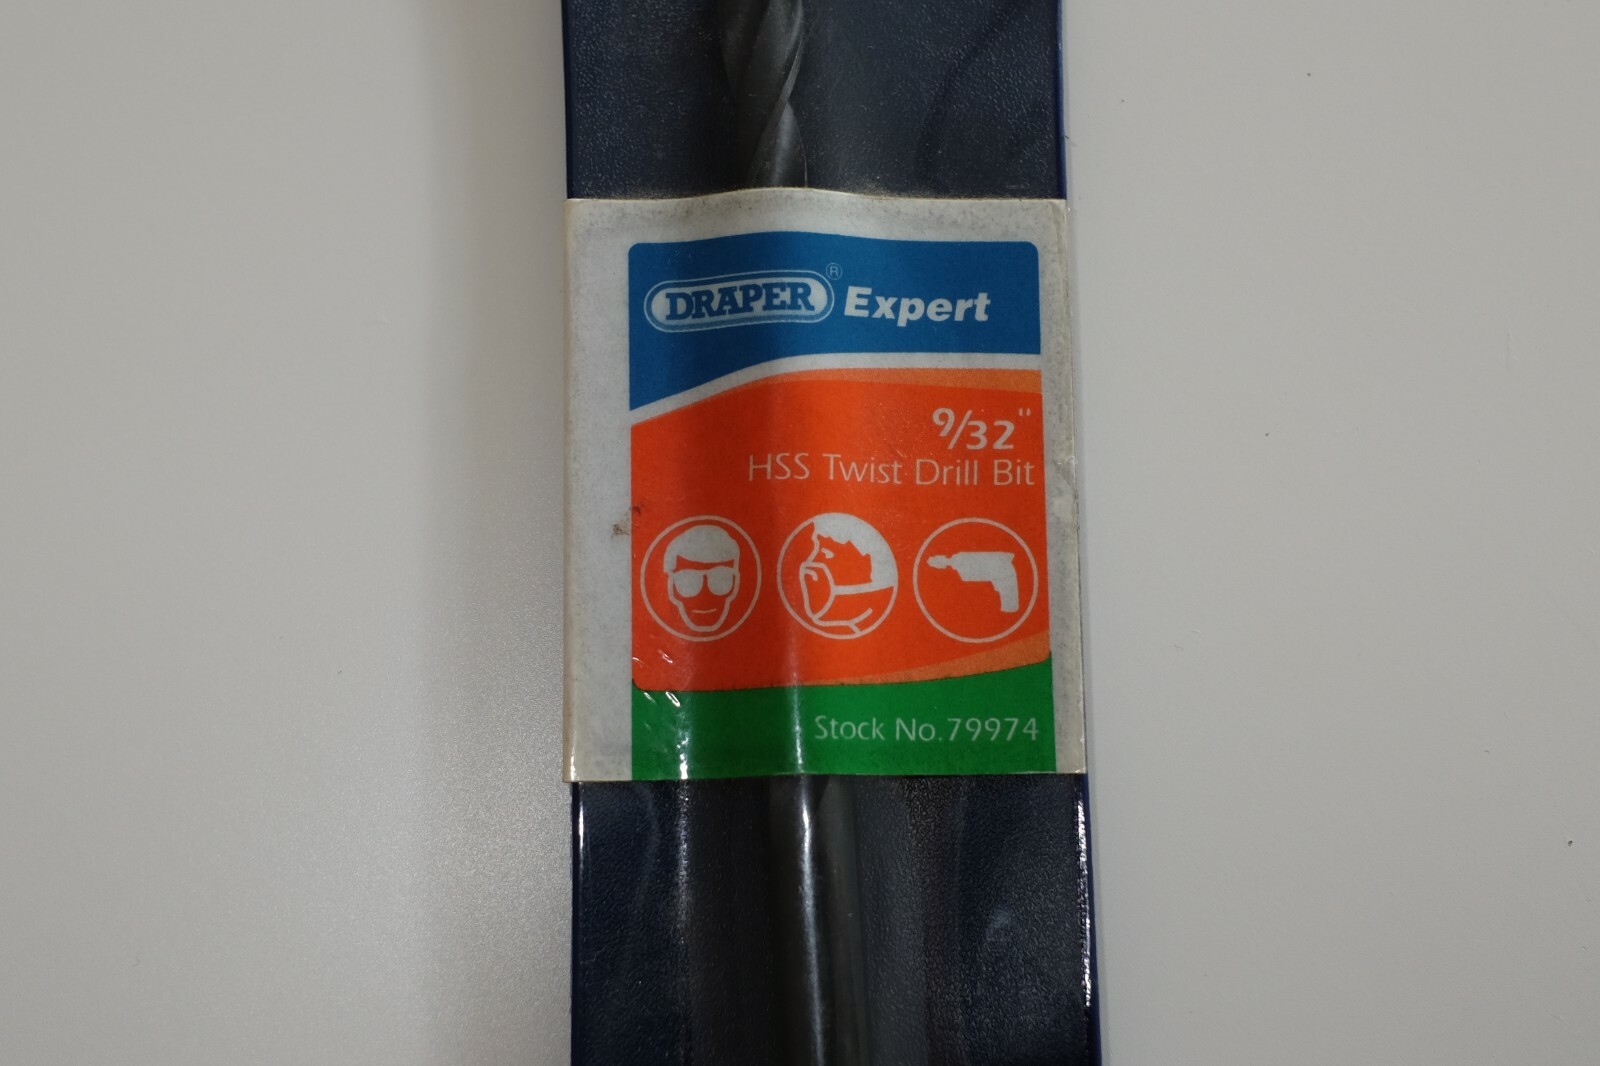 DRAPER® Expert
9/32"
HSS Twist Drill Bit
Stock No.79974